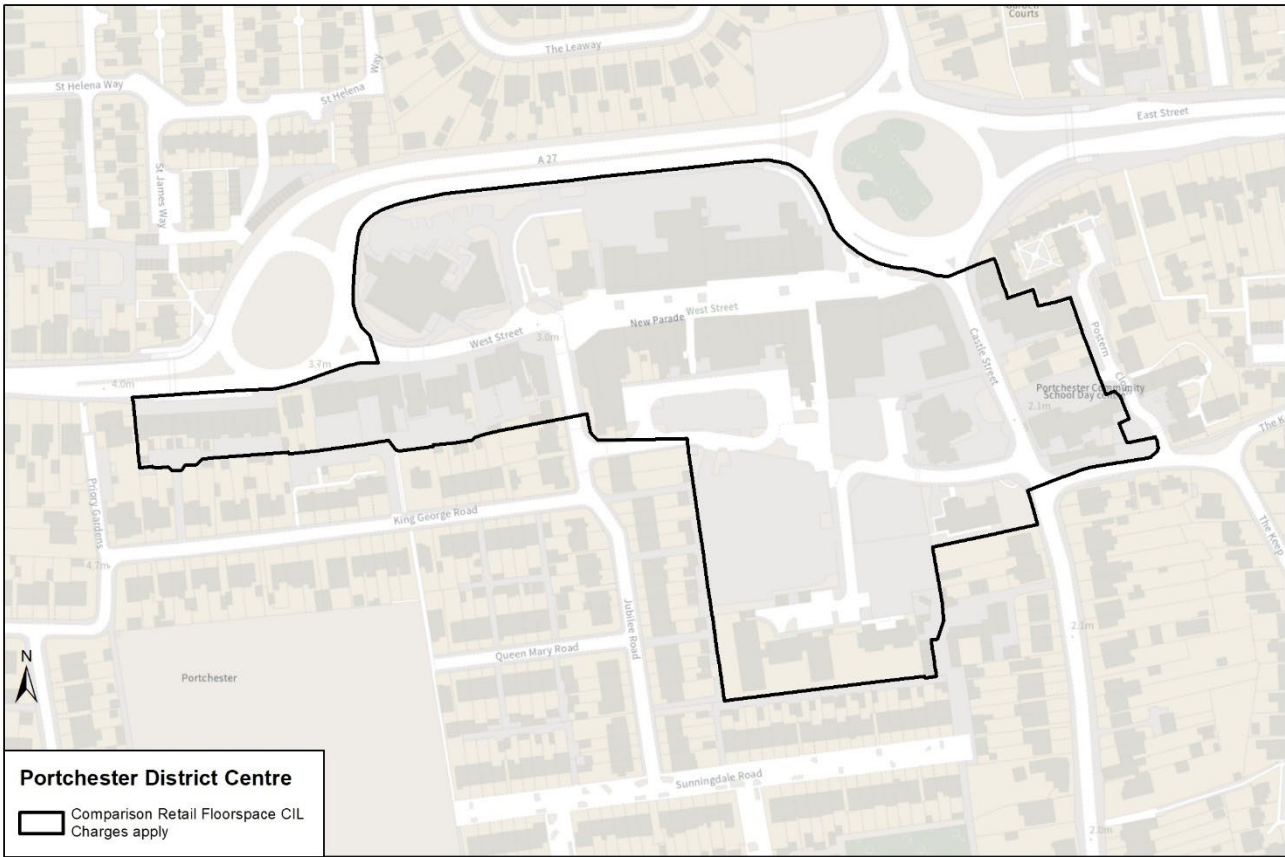 Garden
Courts
The Leaway
St Helena Way
St Helena
Way
East Street
A 27
St James Way
West Street
New Parade
West Street
3.8m
3.7m
4.0m
Castle Street
Postern
Portchester Community
School Day
2.1m
Priory Gardens
King George Road
4.7m
The Keep
Jubilee Road
Queen Mary Road
2.1m
Portchester
N
Sunningdale Road
Portchester District Centre
Comparison Retail Floorspace CIL
Charges apply